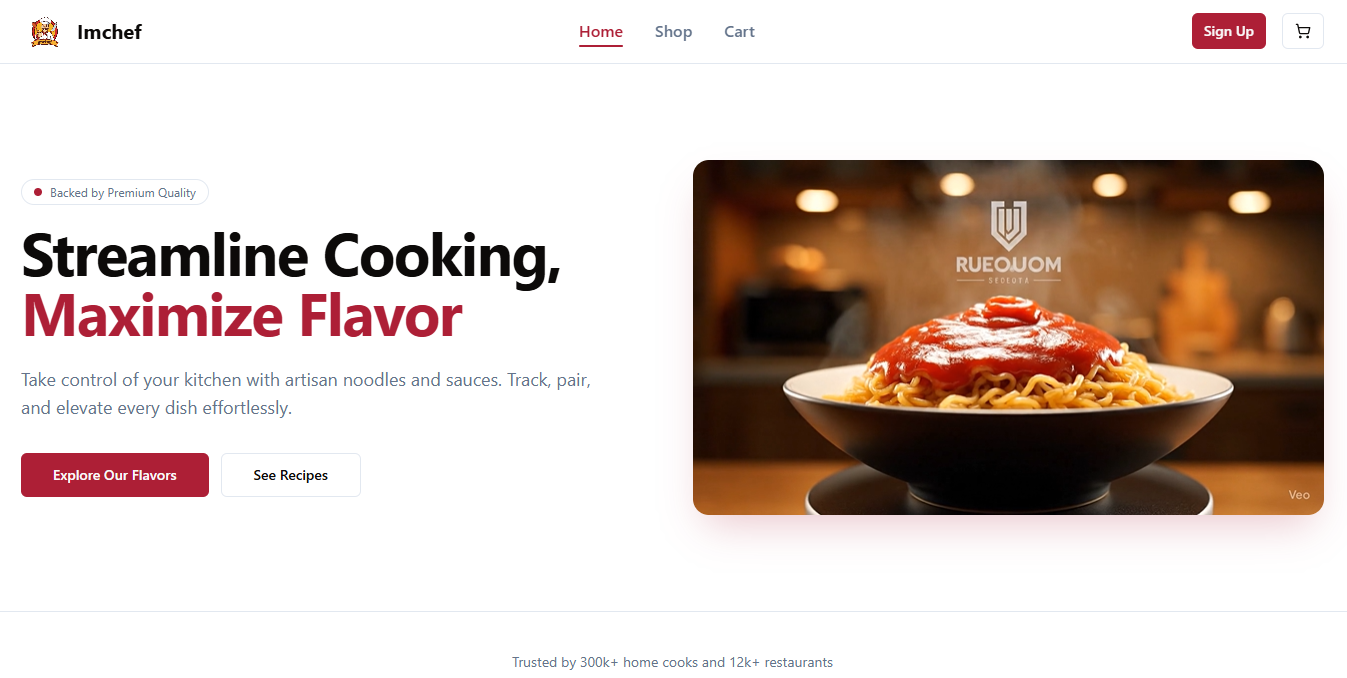 Imchef
Home Shop Cart
Sign Up
Backed by Premium Quality
Streamline Cooking,
Maximize Flavor
Take control of your kitchen with artisan noodles and sauces. Track, pair,
and elevate every dish effortlessly.
Explore Our Flavors See Recipes
RUEOUOM
Veo
Trusted by 300k+ home cooks and 12k+ restaurants